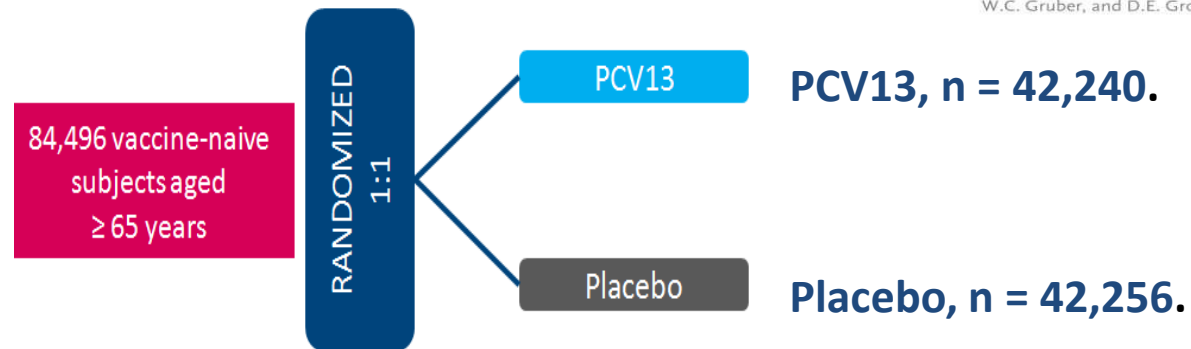 W.C. Gruber, and D.E. Gro
84,496 vaccine-naive
subjects aged
≥ 65 years
RANDOMIZED
1:1
PCV13
PCV13, n = 42,240.
Placebo
Placebo, n = 42,256.